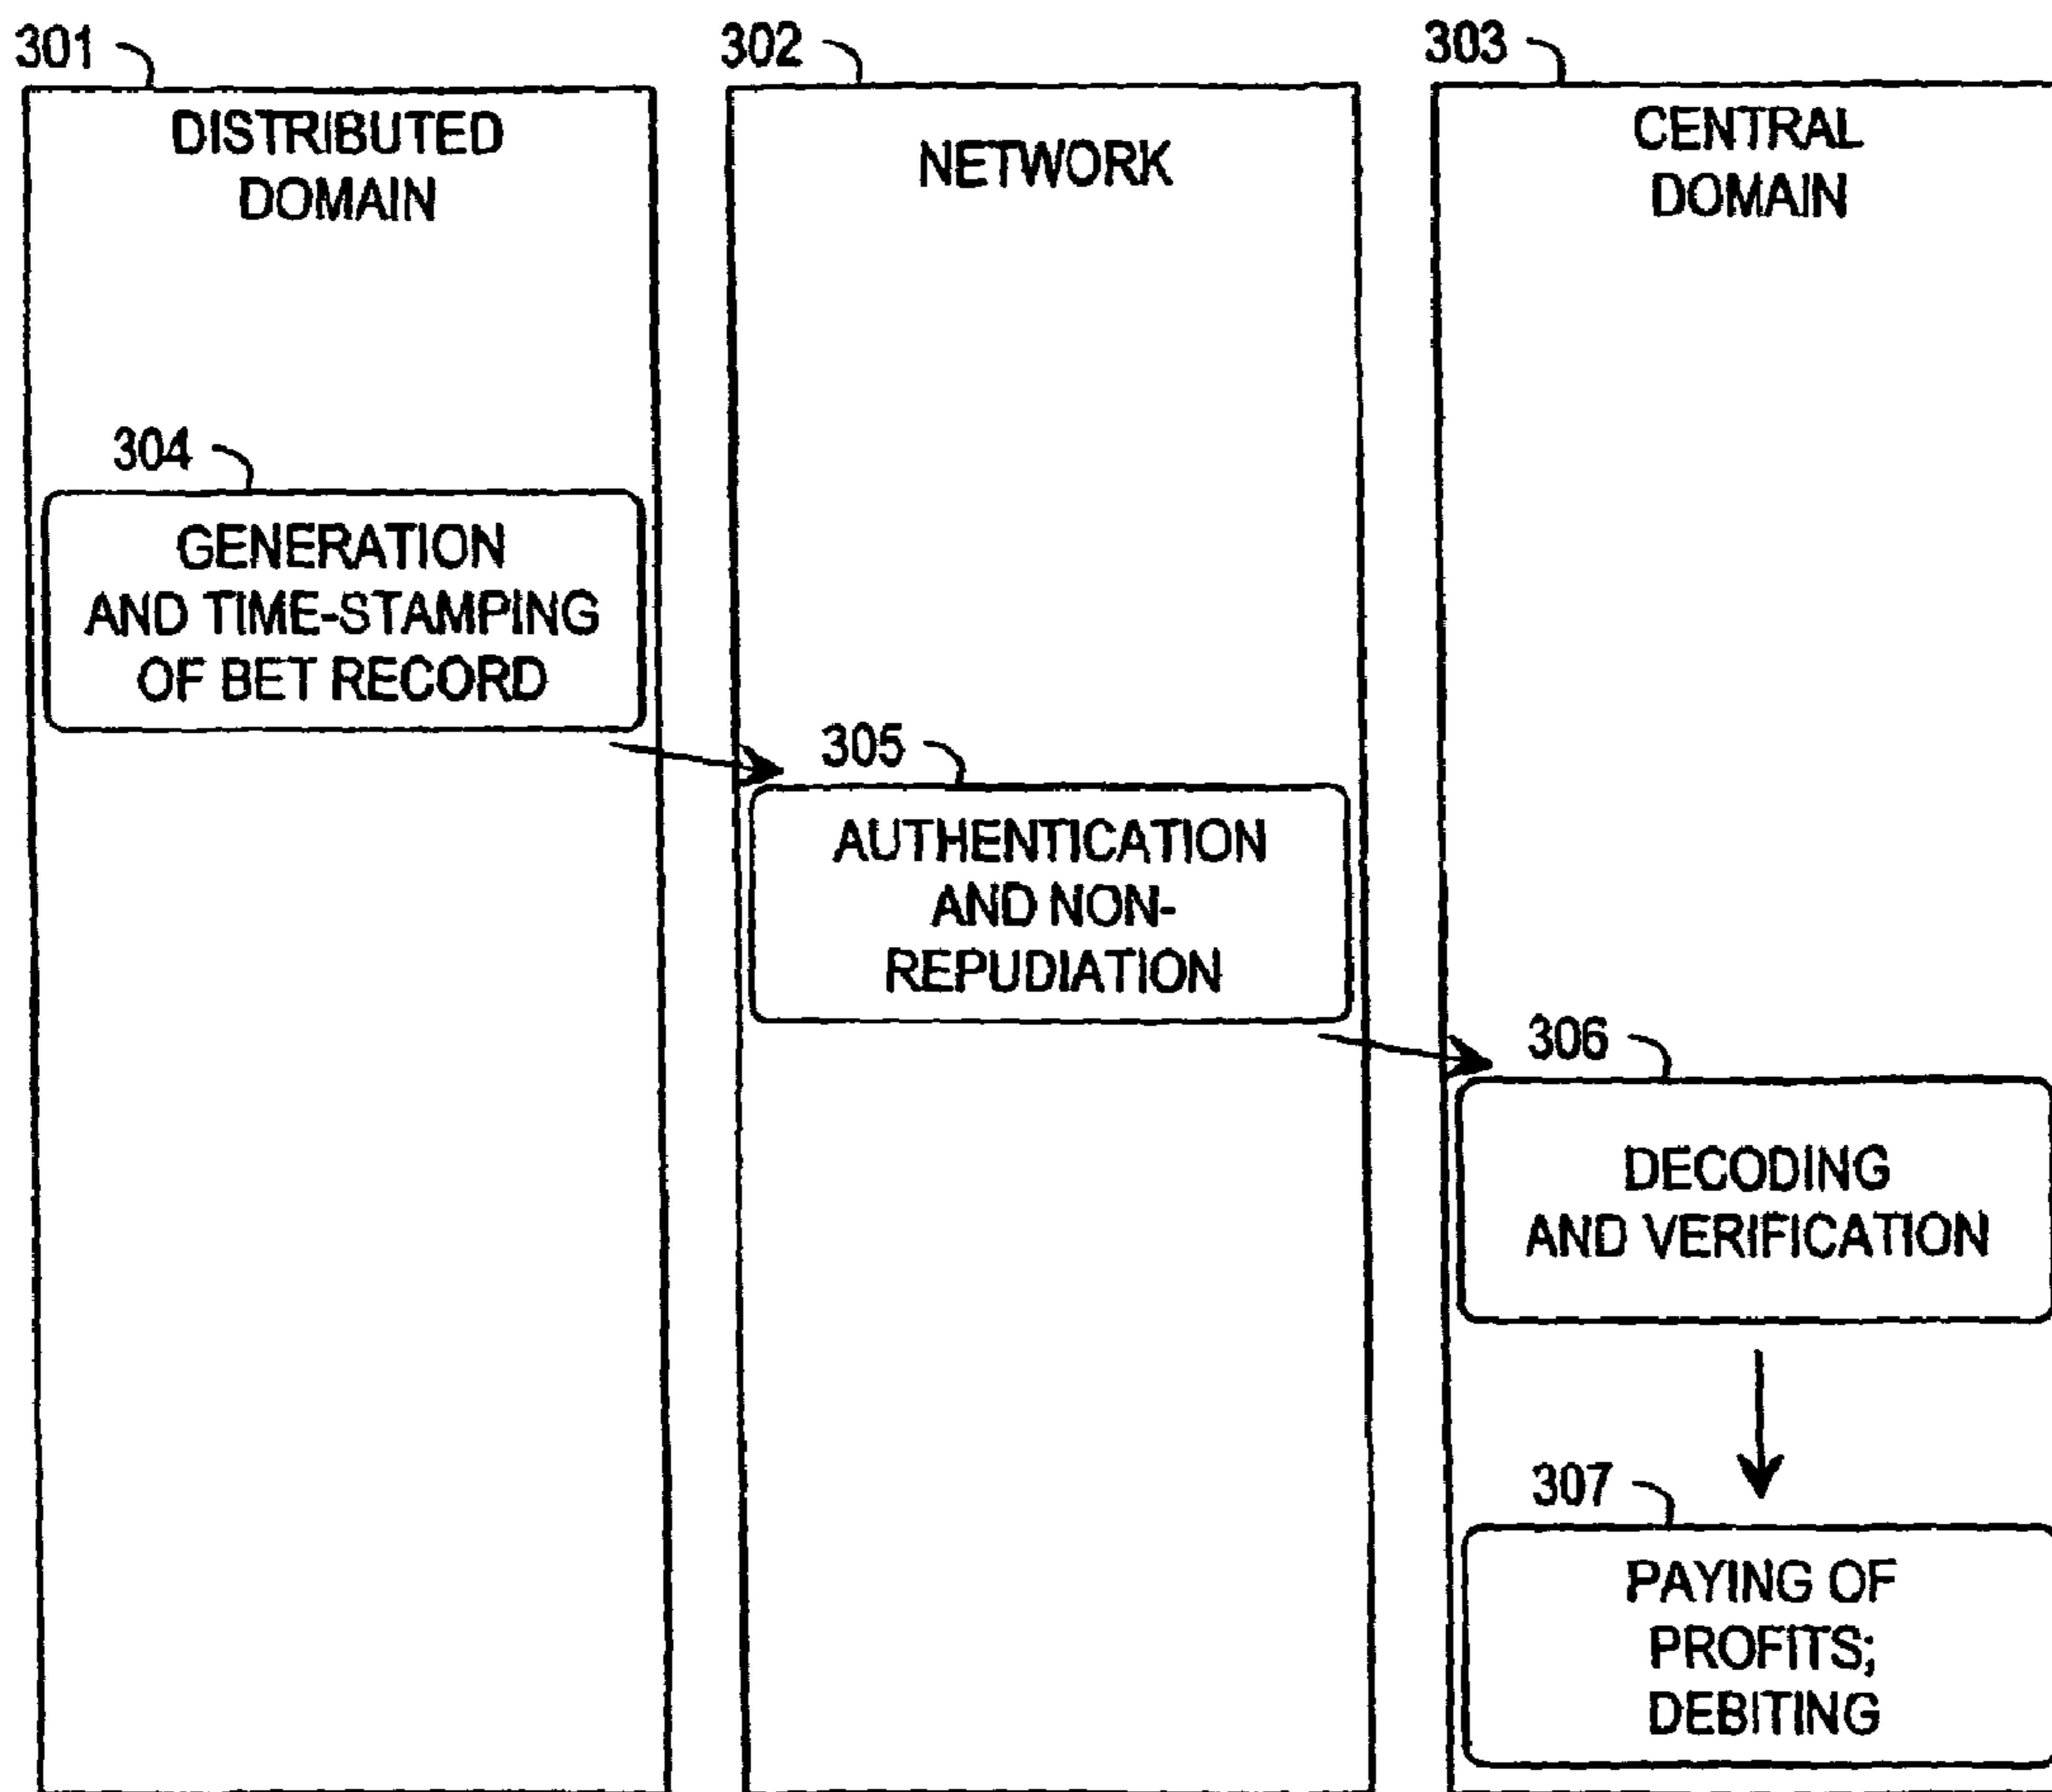 301
DISTRIBUTED
DOMAIN
302
NETWORK
303
CENTRAL
DOMAIN
304
GENERATION
AND TIME-STAMPING
OF BET RECORD
305
AUTHENTICATION
AND NON-
REPUDIATION
306
DECODING
AND VERIFICATION
307
PAYING OF
PROFITS;
DEBITING